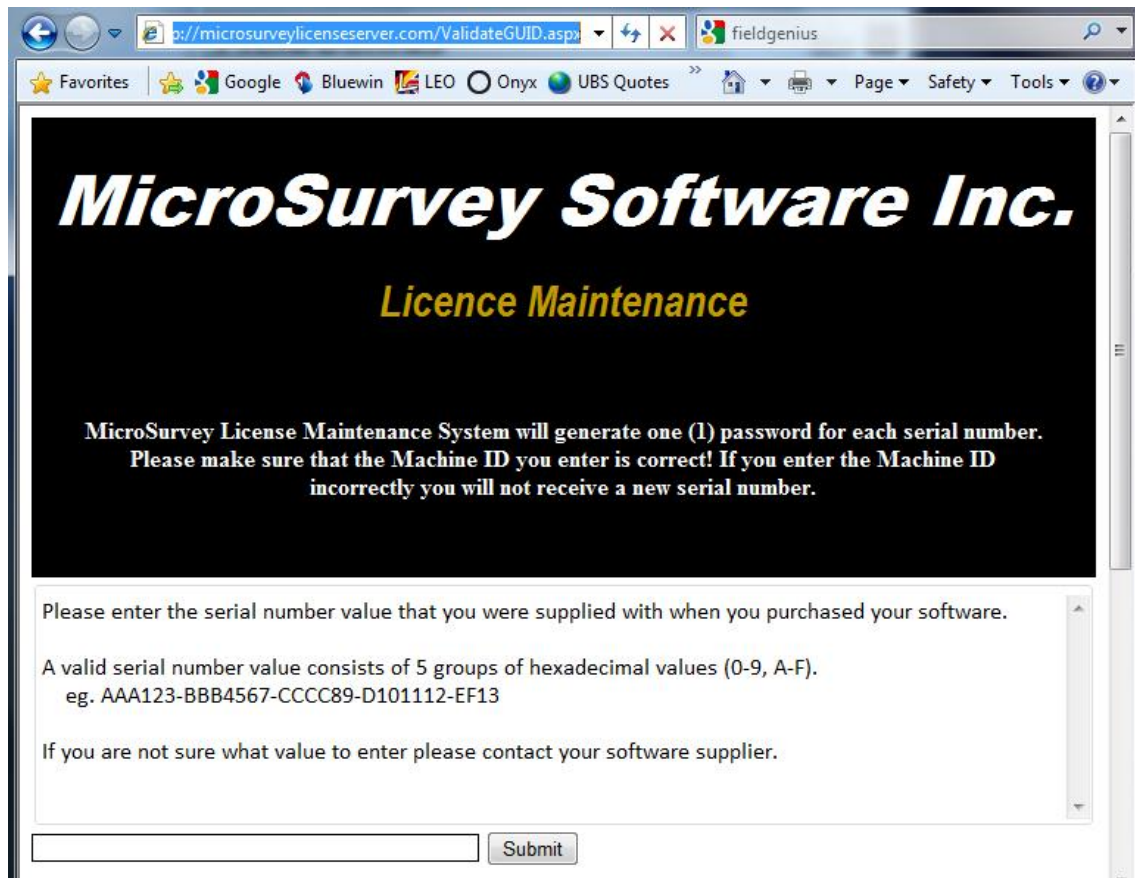 p://microsurveylicenseserver.com/ValidateGUID.aspx
fieldgenius
Favorites Google Bluewin LEO Onyx UBS Quotes » Page Safety Tools
MicroSurvey Software Inc.
Licence Maintenance
MicroSurvey License Maintenance System will generate one (1) password for each serial number.
Please make sure that the Machine ID you enter is correct! If you enter the Machine ID
incorrectly you will not receive a new serial number.
Please enter the serial number value that you were supplied with when you purchased your software.
A valid serial number value consists of 5 groups of hexadecimal values (0-9, A-F).
eg. AAA123-BBB4567-CCCC89-D101112-EF13
If you are not sure what value to enter please contact your software supplier.
Submit